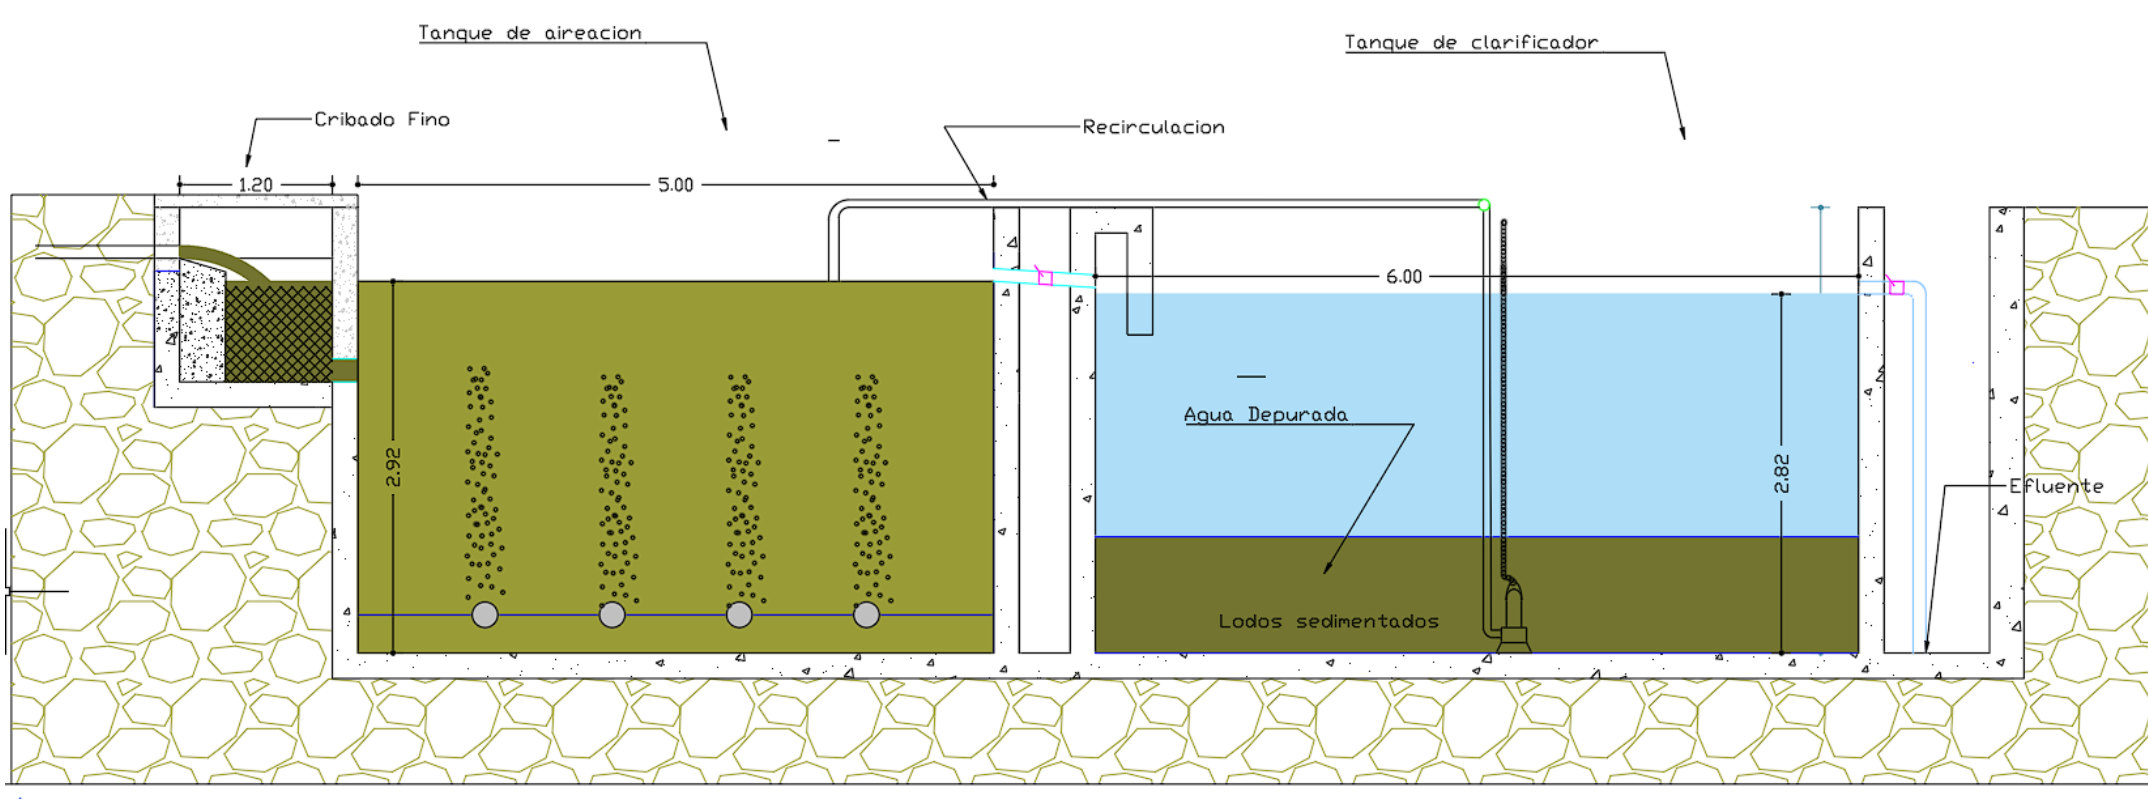 Tanque de aireacion
Tanque de clarificador
Cribado Fino
Recirculacion
1.20
5.00
6.00
Agua Depurada
2.92
2.82
Efluente
Lodos sedimentados